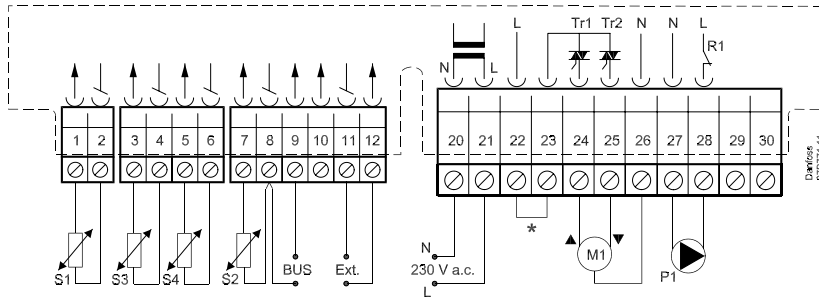 L Tr1 Tr2 N N L
R1
N L
1 2 3 4 5 6 7 8 9 10 11 12 20 21 22 23 24 25 26 27 28 29 30
Danfoss
*
N M1
S1 S3 S4 S2 BUS Ext. 230 V a.c. P1
L